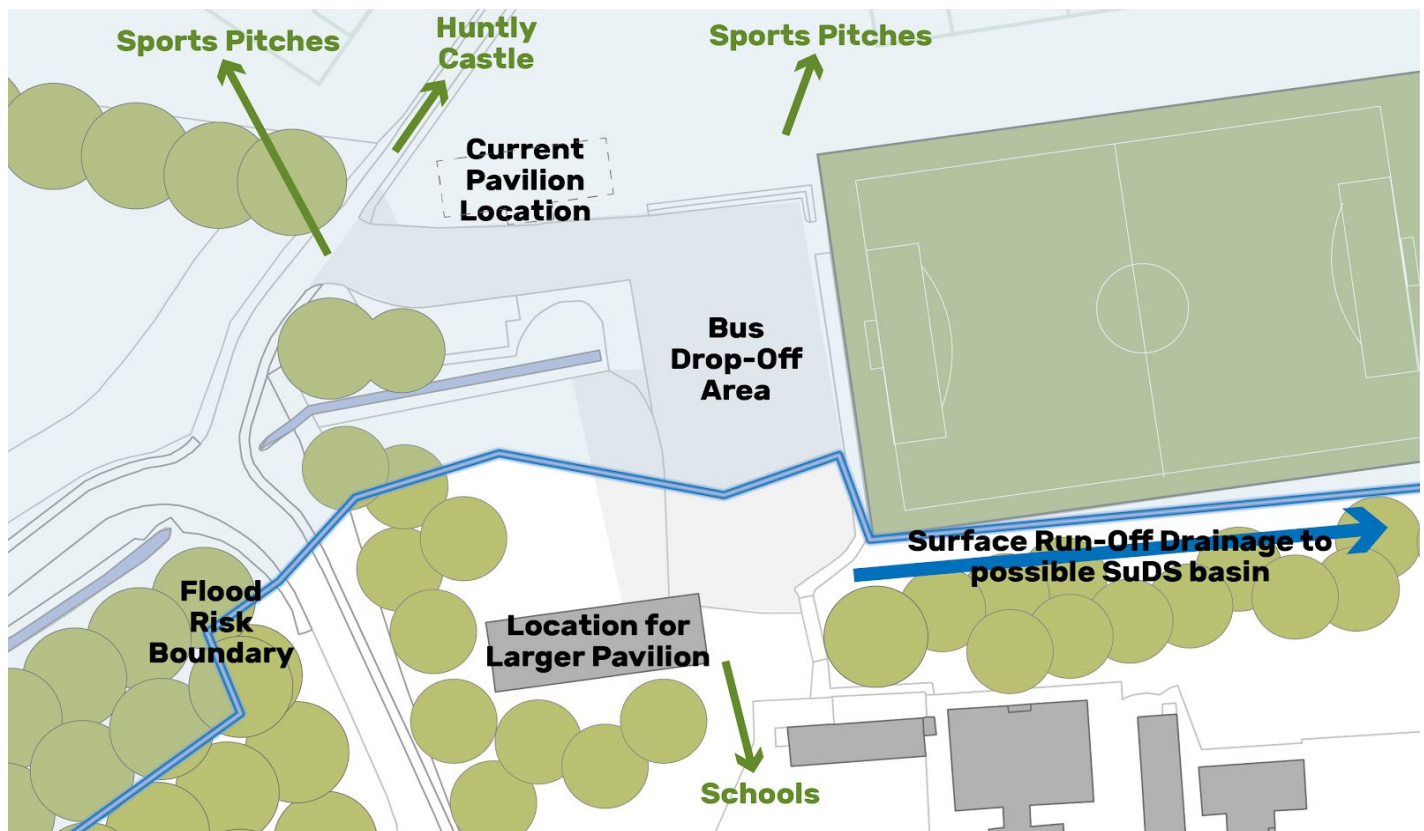 Sports Pitches
Huntly
Castle
Sports Pitches
Current
Pavilion
Location
Bus
Drop-Off
Area
Surface Run-Off Drainage to
possible SuDS basin
Flood
Risk
Boundary
Location for
Larger Pavilion
Schools